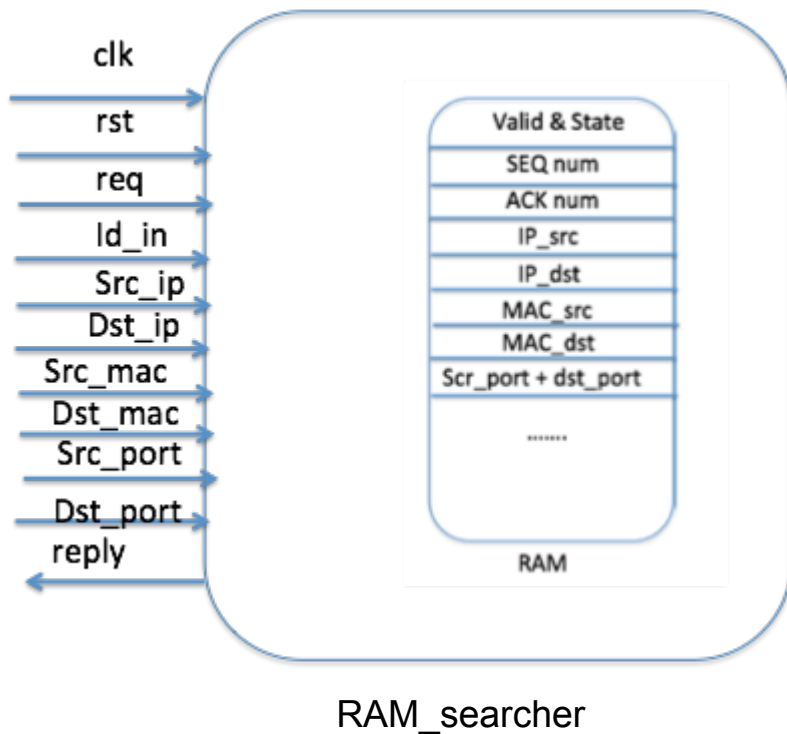 clk
rst
req
Id_in
Src_ip
Dst_ip
Src_mac
Dst_mac
Src_port
Dst_port
reply
Valid & State
SEQ num
ACK num
IP_src
IP_dst
MAC_src
MAC_dst
Scr_port + dst_port
.......
RAM
RAM_searcher